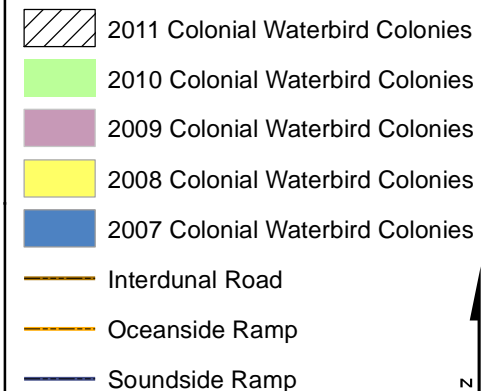 2011 Colonial Waterbird Colonies
2010 Colonial Waterbird Colonies
2009 Colonial Waterbird Colonies
2008 Colonial Waterbird Colonies
2007 Colonial Waterbird Colonies
Interdunal Road
Oceanside Ramp
Soundside Ramp
N